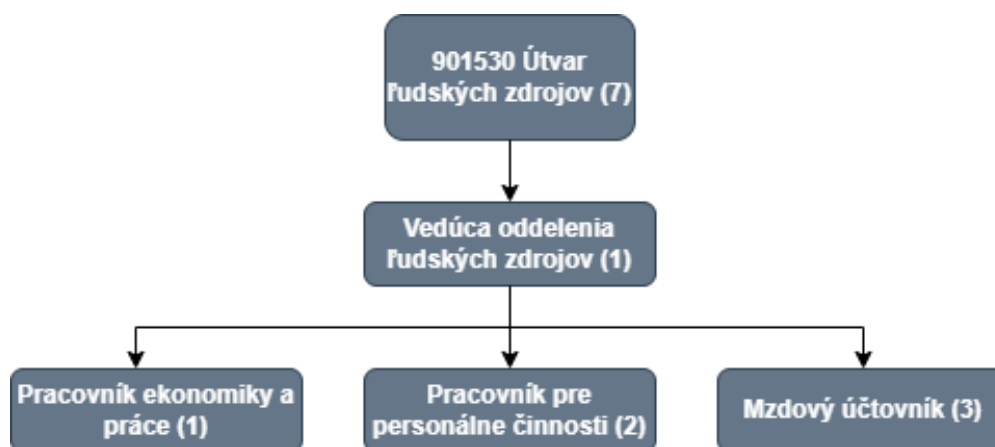 901530 Útvar
ľudských zdrojov (7)
Vedúca oddelenia
ľudských zdrojov (1)
Pracovník ekonomiky a
práce (1)
Pracovník pre
personálne činnosti (2)
Mzdový účtovník (3)